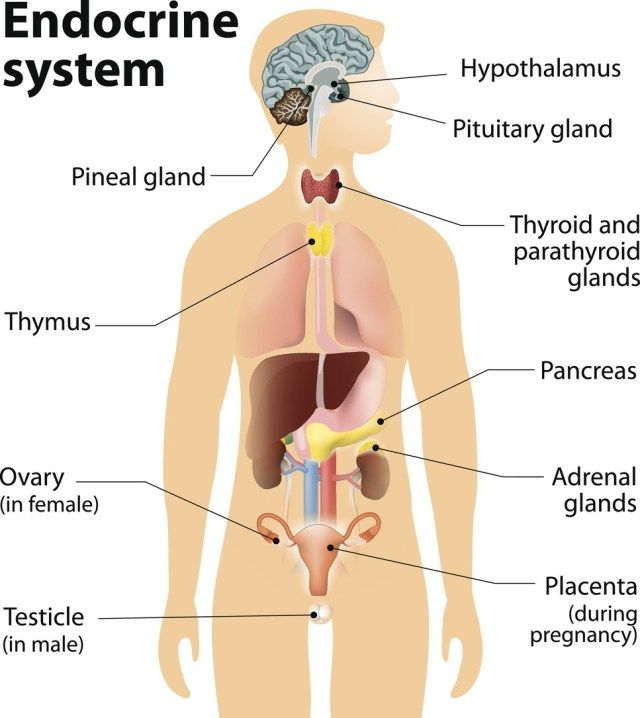 Endocrine
system
Hypothalamus
Pituitary gland
Pineal gland
Thyroid and
parathyroid
glands
Thymus
Pancreas
Ovary
(in female)
Adrenal
glands
Placenta
(during
pregnancy)
Testicle
(in male)